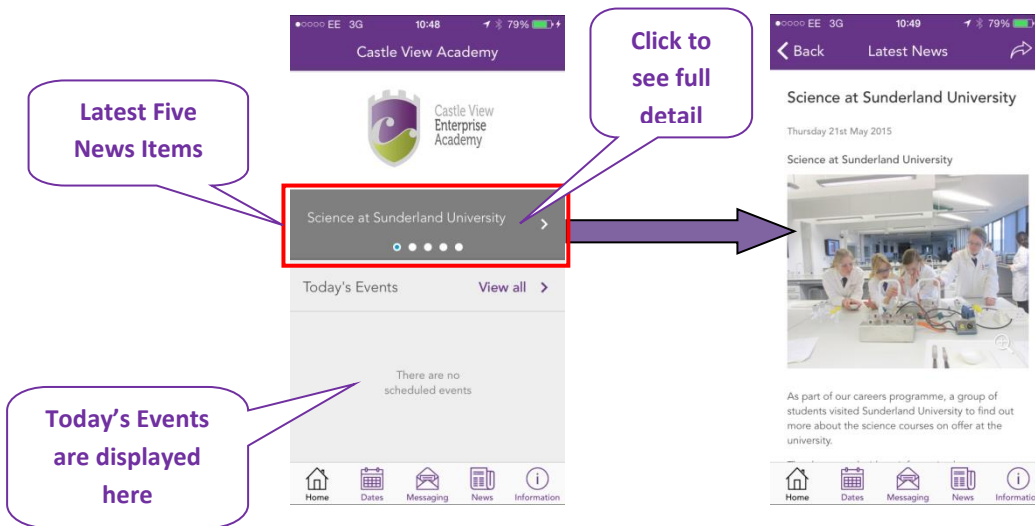 Latest Five
News Items
Today's Events
are displayed
here
●○○○○ EE 3G 10:48 79%
Castle View Academy
Castle View
Enterprise
Academy
Science at Sunderland University
Today's Events View all
There are no
scheduled events
Home Dates Messaging News Information
Click to
see full
detail
●○○○○ EE 3G 10:49 79%
Back Latest News
Science at Sunderland University
Thursday 21st May 2015
Science at Sunderland University
As part of our careers programme, a group of
students visited Sunderland University to find out
more about the science courses on offer at the
university.
Home Dates Messaging News Informatio